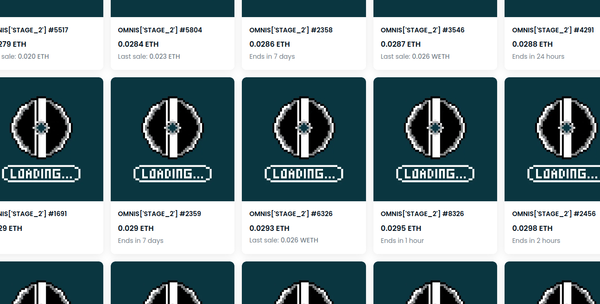 NIS['STAGE_2'] #5517
279 ETH
sale: 0.020 ETH
OMNIS['STAGE_2'] #5804
0.0284 ETH
Last sale: 0.023 ETH
OMNIS['STAGE_2'] #2358
0.0286 ETH
Ends in 7 days
OMNIS['STAGE_2'] #3546
0.0287 ETH
Last sale: 0.026 WETH
OMNIS['STAGE_2'] #4291
0.0288 ETH
Ends in 24 hours
LOADING...
NIS['STAGE_2'] #1691
29 ETH
LOADING...
OMNIS['STAGE_2'] #2359
0.029 ETH
Ends in 7 days
LOADING...
OMNIS['STAGE_2'] #6326
0.0293 ETH
Last sale: 0.026 WETH
LOADING...
OMNIS['STAGE_2'] #8326
0.0295 ETH
Ends in 1 hour
LOADING...
OMNIS['STAGE_2'] #2456
0.0298 ETH
Ends in 2 hours